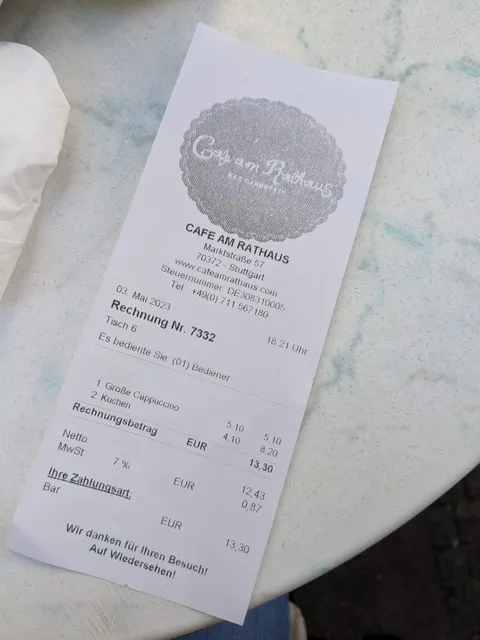 Cafe am Rathaus
BAD CANNSTATT
CAFE AM RATHAUS
Marktstraße 57
70372 - Stuttgart
www.cafeamrathaus.com
Steuernummer: DE308310005
Tel.: +49(0) 711 567180
03. Mai 2023 18:21 Uhr
Rechnung Nr. 7332
Tisch 6
Es bediente Sie: (01) Bediener
1 Große Cappuccino 5,10 5,10
2 Kuchen 4,10 8,20
Rechnungsbetrag EUR 13,30
Netto: EUR 12,43
MwSt 7 % 0,87
Ihre Zahlungsart:
Bar EUR 13,30
Wir danken für Ihren Besuch!
Auf Wiedersehen!